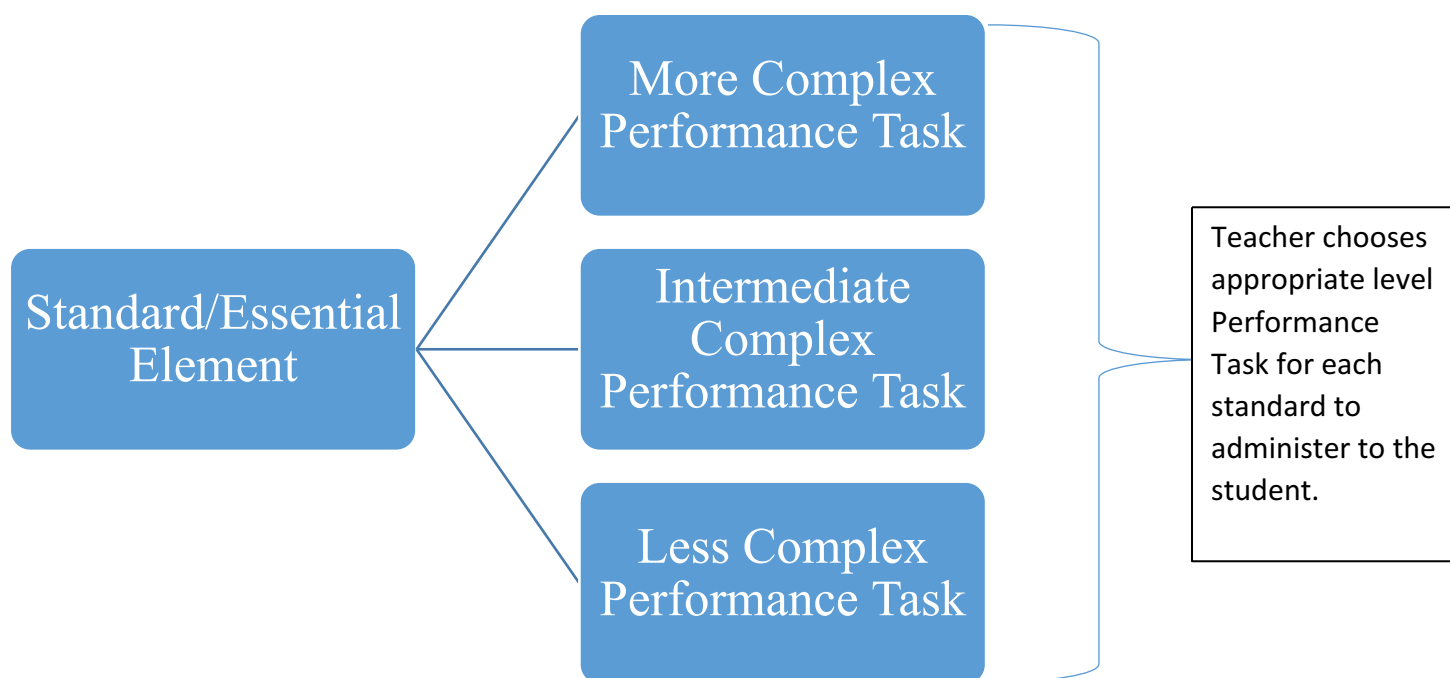 Standard/Essential
Element
More Complex
Performance Task
Intermediate
Complex
Performance Task
Less Complex
Performance Task
Teacher chooses
appropriate level
Performance
Task for each
standard to
administer to the
student.